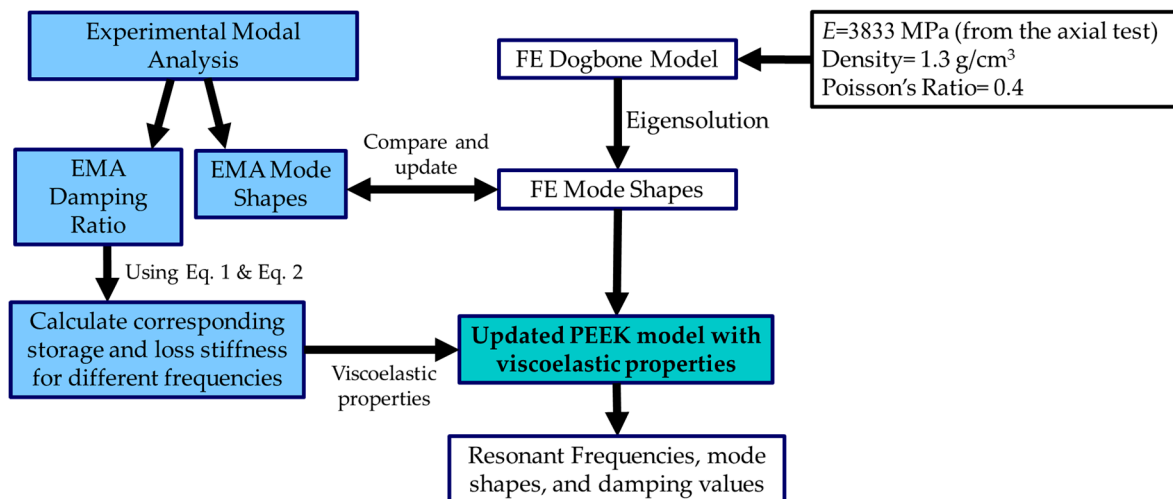 Experimental Modal
Analysis
FE Dogbone Model
E=3833 MPa (from the axial test)
Density= 1.3 g/cm³
Poisson's Ratio= 0.4
Eigensolution
Compare and
update
EMA
Damping
Ratio
EMA Mode
Shapes
FE Mode Shapes
Using Eq. 1 & Eq. 2
Calculate corresponding
storage and loss stiffness
for different frequencies
Viscoelastic
properties
Updated PEEK model with
viscoelastic properties
Resonant Frequencies, mode
shapes, and damping values